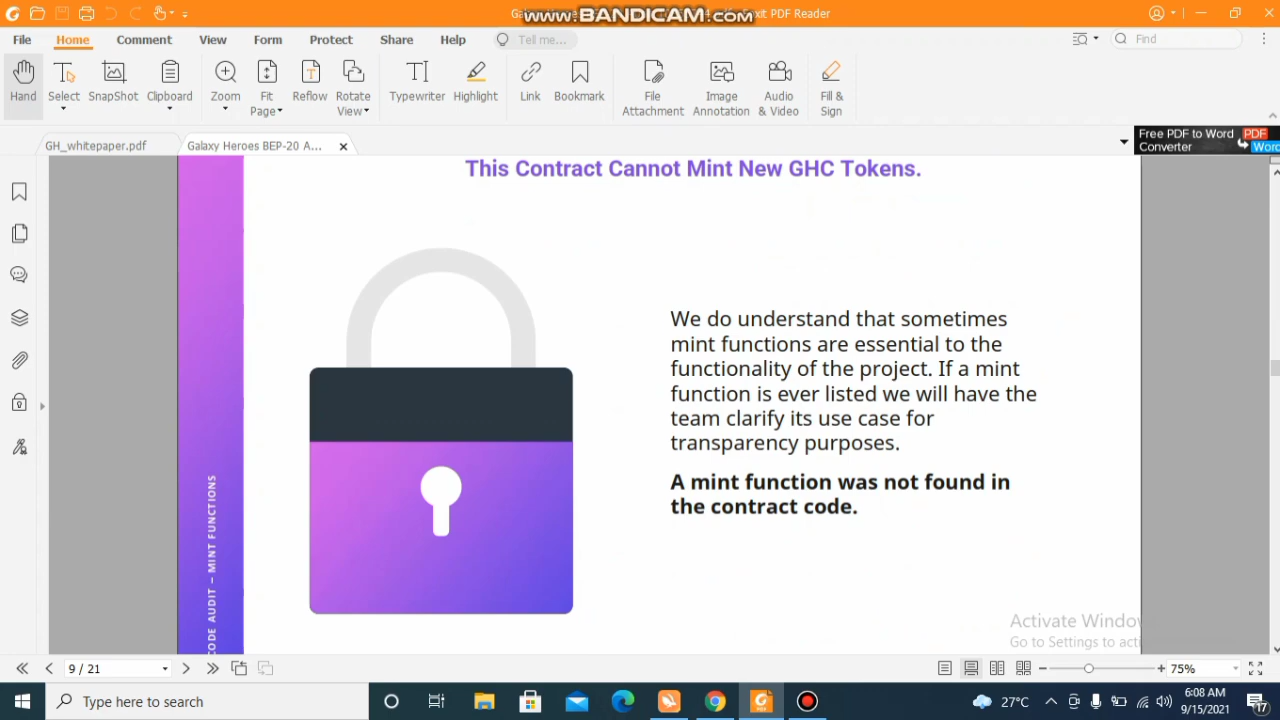 www.BANDICAM.com
File Home Comment View Form Protect Share Help Tell me... Find
Hand Select SnapShot Clipboard Zoom Fit Page Reflow Rotate View Typewriter Highlight Link Bookmark File Attachment Image Annotation Audio & Video Fill & Sign
GH_whitepaper.pdf Galaxy Heroes BEP-20 A...
Free PDF to Word PDF
Converter Word
This Contract Cannot Mint New GHC Tokens.
We do understand that sometimes
mint functions are essential to the
functionality of the project. If a mint
function is ever listed we will have the
team clarify its use case for
transparency purposes.
A mint function was not found in
the contract code.
CODE AUDIT – MINT FUNCTIONS
Activate Window
Go to Settings to acti
9 / 21 75%
Type here to search 27°C 6:08 AM
9/15/2021 17